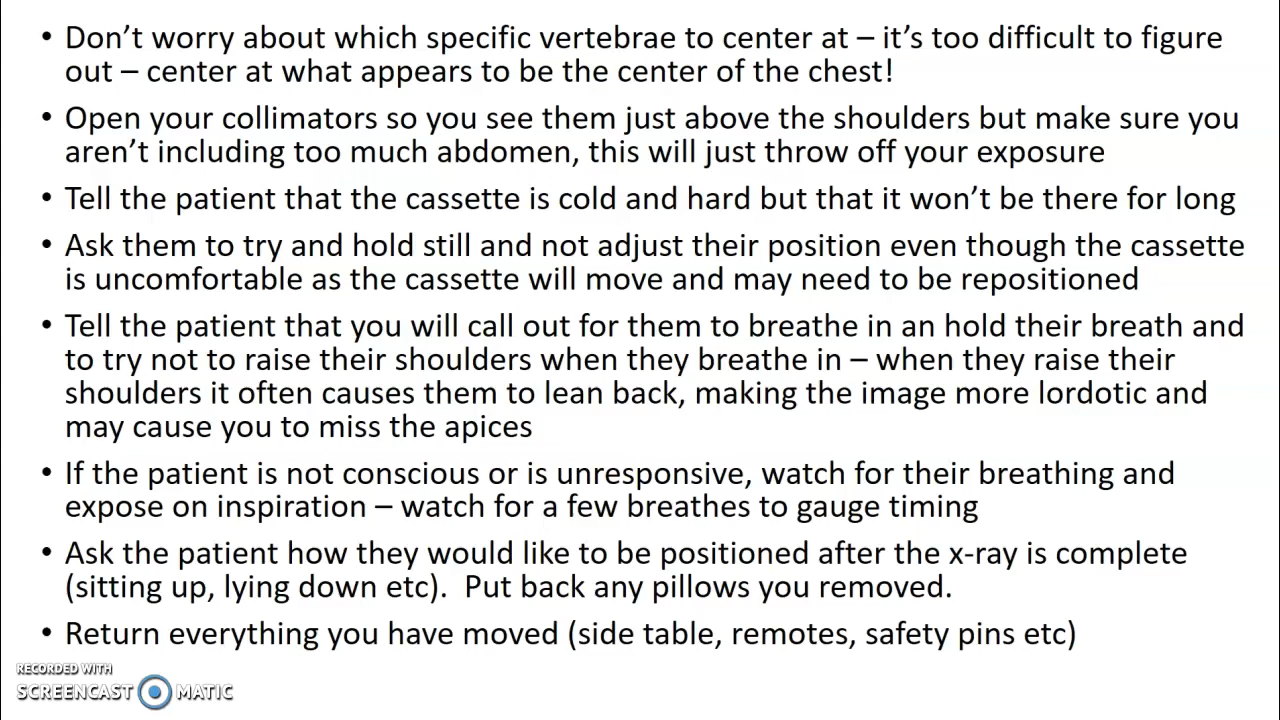 • Don’t worry about which specific vertebrae to center at – it’s too difficult to figure
out – center at what appears to be the center of the chest!
• Open your collimators so you see them just above the shoulders but make sure you
aren’t including too much abdomen, this will just throw off your exposure
• Tell the patient that the cassette is cold and hard but that it won’t be there for long
• Ask them to try and hold still and not adjust their position even though the cassette
is uncomfortable as the cassette will move and may need to be repositioned
• Tell the patient that you will call out for them to breathe in an hold their breath and
to try not to raise their shoulders when they breathe in – when they raise their
shoulders it often causes them to lean back, making the image more lordotic and
may cause you to miss the apices
• If the patient is not conscious or is unresponsive, watch for their breathing and
expose on inspiration – watch for a few breathes to gauge timing
• Ask the patient how they would like to be positioned after the x-ray is complete
(sitting up, lying down etc).  Put back any pillows you removed.
• Return everything you have moved (side table, remotes, safety pins etc)
RECORDED WITH
SCREENCAST MATIC